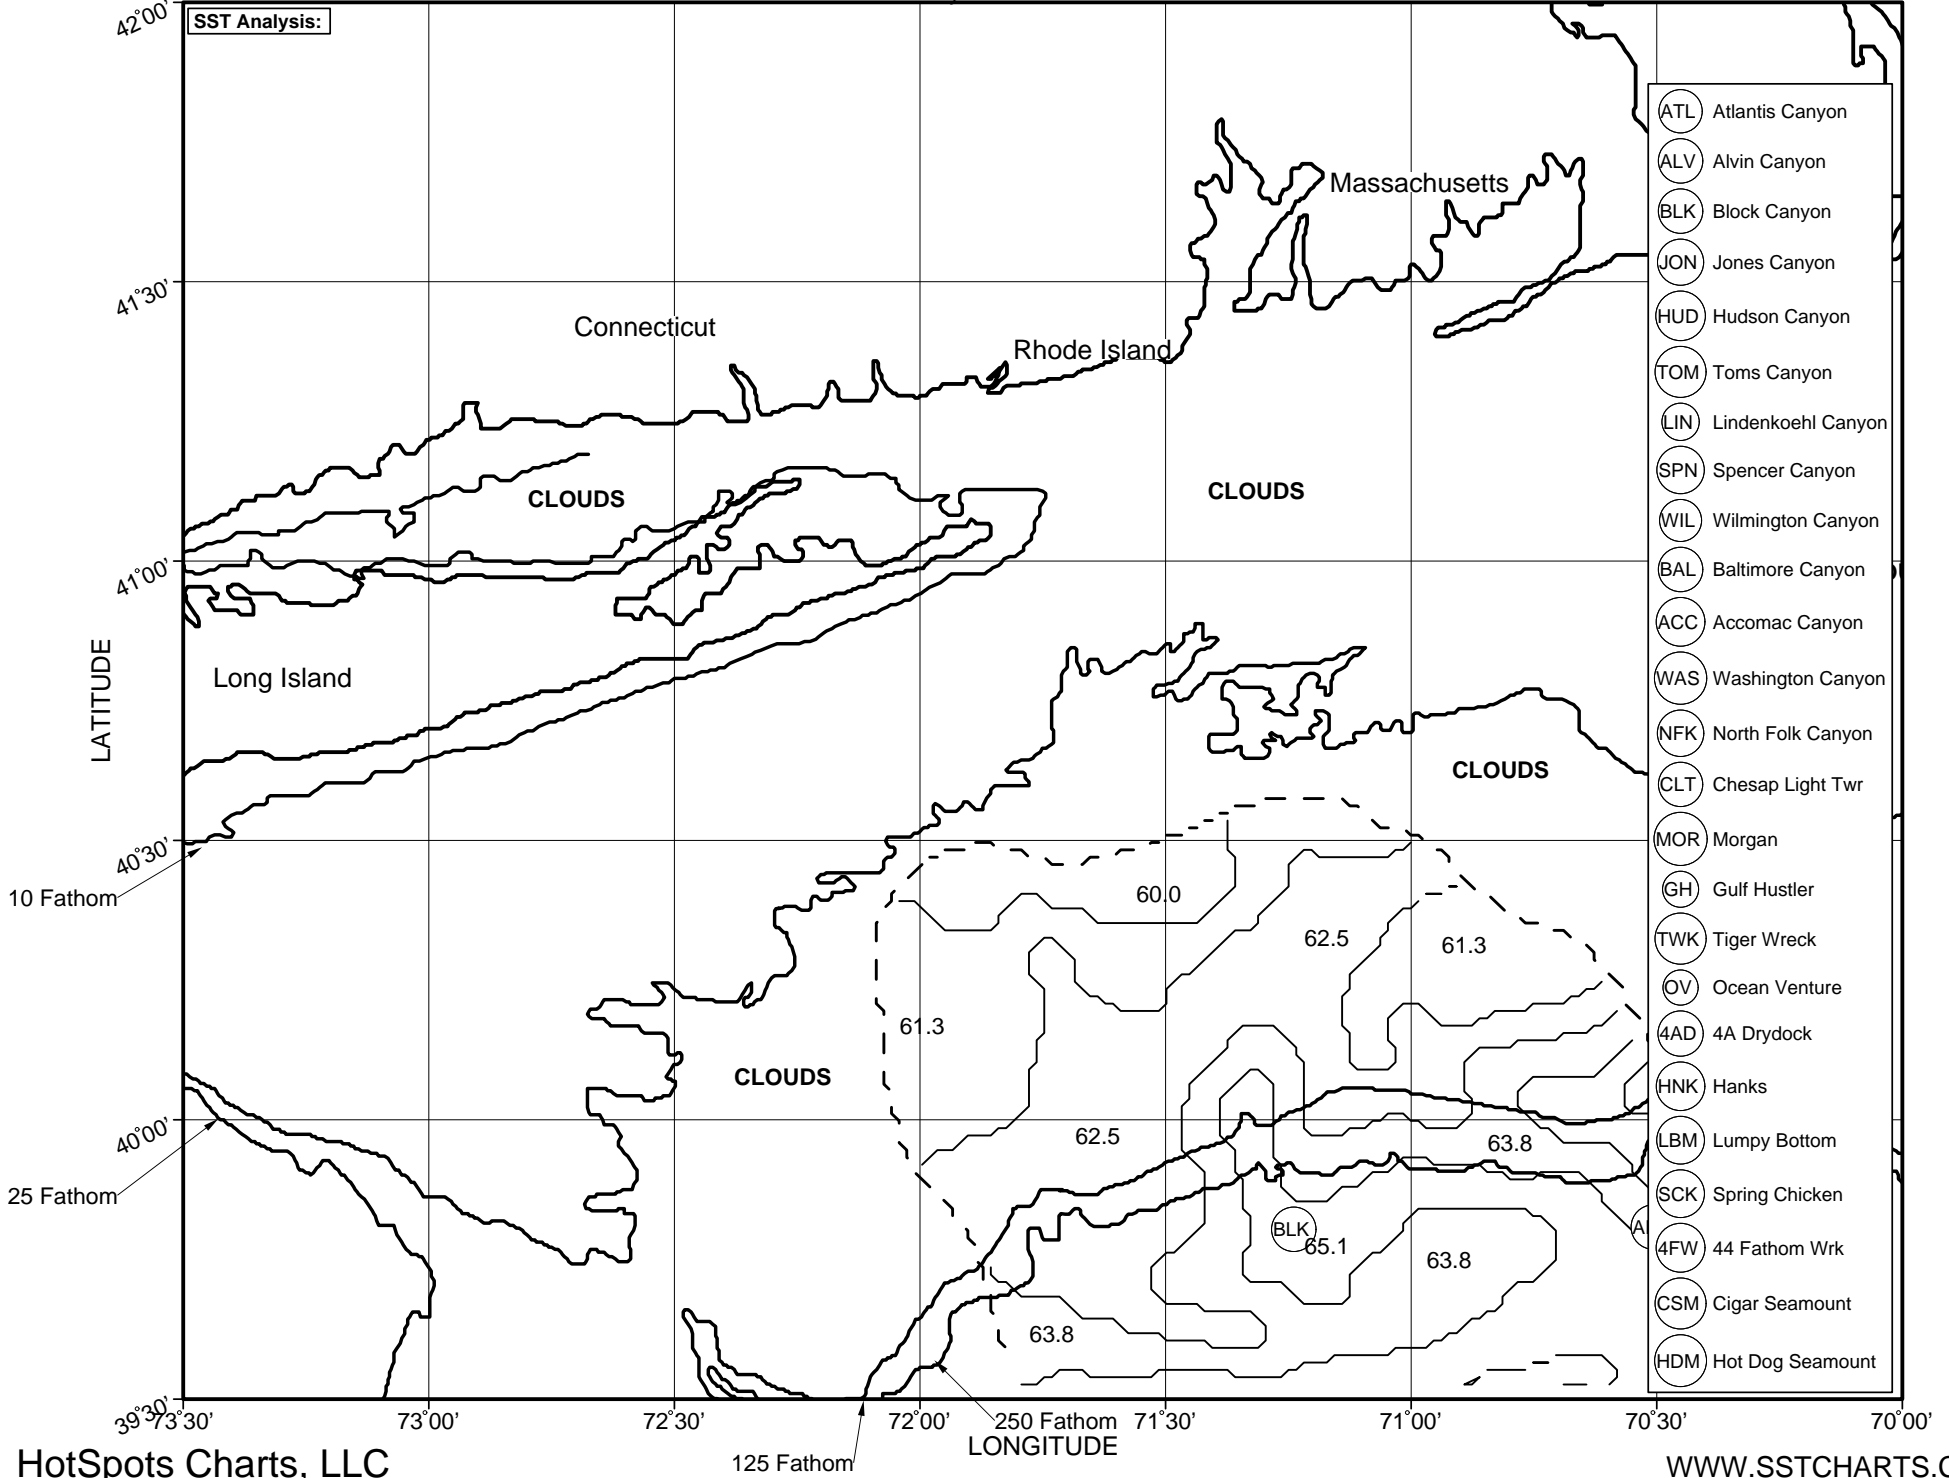 42°00'
SST Analysis:
ATL Atlantis Canyon
ALV Alvin Canyon
Massachusetts
BLK Block Canyon
JON Jones Canyon
41°30'
HUD Hudson Canyon
Connecticut
Rhode Island
TOM Toms Canyon
LIN Lindenkoehl Canyon
SPN Spencer Canyon
CLOUDS
CLOUDS
WIL Wilmington Canyon
41°00'
BAL Baltimore Canyon
ACC Accomac Canyon
LATITUDE
Long Island
WAS Washington Canyon
NFK North Folk Canyon
CLOUDS
CLT Chesap Light Twr
40°30'
MOR Morgan
10 Fathom
60.0
GH Gulf Hustler
62.5
61.3
TWK Tiger Wreck
OV Ocean Venture
61.3
4AD 4A Drydock
CLOUDS
HNK Hanks
40°00'
62.5
63.8
LBM Lumpy Bottom
25 Fathom
SCK Spring Chicken
BLK
65.1
63.8
4FW 44 Fathom Wrk
63.8
CSM Cigar Seamount
HDM Hot Dog Seamount
39°30'
73°30'
73°00'
72°30'
72°00'
71°30'
71°00'
70°30'
70°00'
250 Fathom
LONGITUDE
125 Fathom
HotSpots Charts, LLC
WWW.SSTCHARTS.C